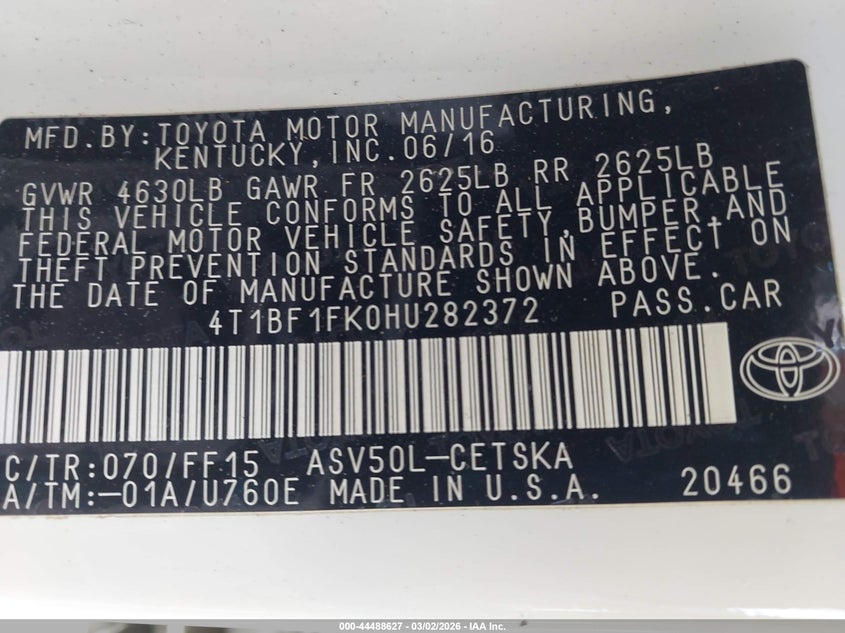 MFD.BY:TOYOTA MOTOR MANUFACTURING,
KENTUCKY,INC.06/16
GVWR 4630LB GAWR FR 2625LB RR 2625LB
THIS VEHICLE CONFORMS TO ALL APPLICABLE
FEDERAL MOTOR VEHICLE SAFETY,BUMPER,AND
THEFT PREVENTION STANDARDS IN EFFECT ON
THE DATE OF MANUFACTURE SHOWN ABOVE.
4T1BF1FK0HU282372 PASS.CAR
C/TR:070/FF15 ASV50L-CETSKA
A/TM:-01A/U760E MADE IN U.S.A. 20466
000-44488627 - 03/02/2026 - IAA Inc.